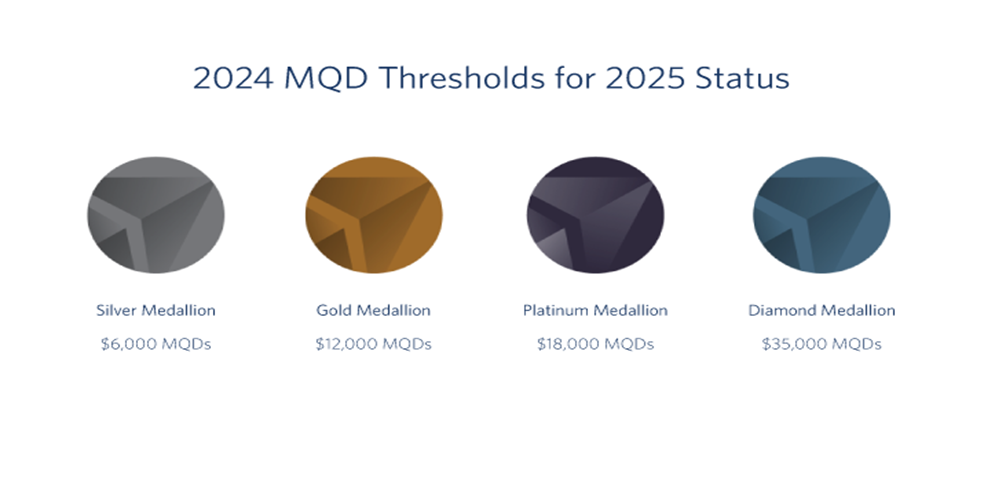 2024 MQD Thresholds for 2025 Status
Silver Medallion
$6,000 MQDs
Gold Medallion
$12,000 MQDs
Platinum Medallion
$18,000 MQDs
Diamond Medallion
$35,000 MQDs